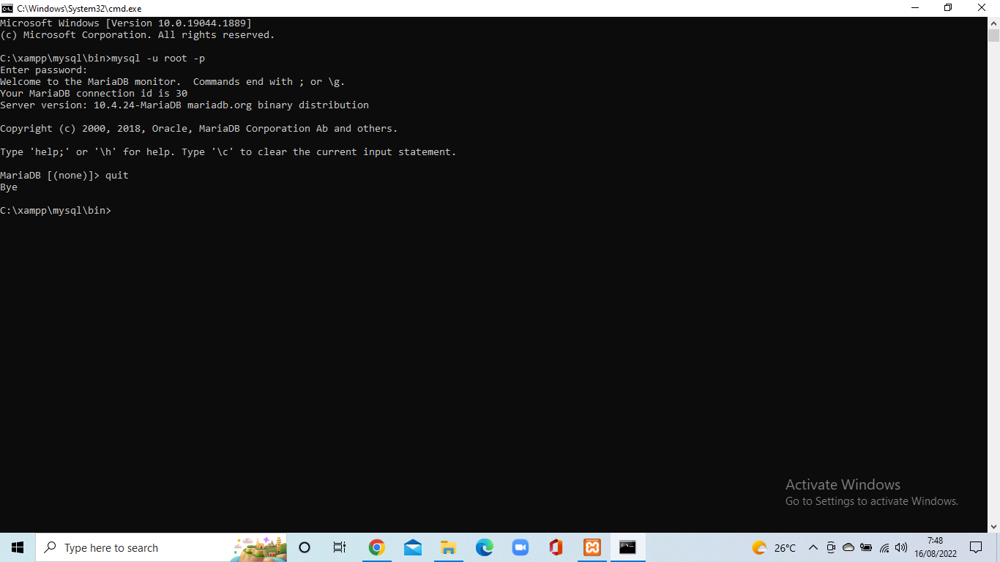 C:\Windows\System32\cmd.exe
Microsoft Windows [Version 10.0.19044.1889]
(c) Microsoft Corporation. All rights reserved.
C:\xampp\mysql\bin>mysql -u root -p
Enter password:
Welcome to the MariaDB monitor.  Commands end with ; or \g.
Your MariaDB connection id is 30
Server version: 10.4.24-MariaDB mariadb.org binary distribution
Copyright (c) 2000, 2018, Oracle, MariaDB Corporation Ab and others.
Type 'help;' or '\h' for help. Type '\c' to clear the current input statement.
MariaDB [(none)]> quit
Bye
C:\xampp\mysql\bin>
Activate Windows
Go to Settings to activate Windows.
Type here to search
26°C
7:48
16/08/2022